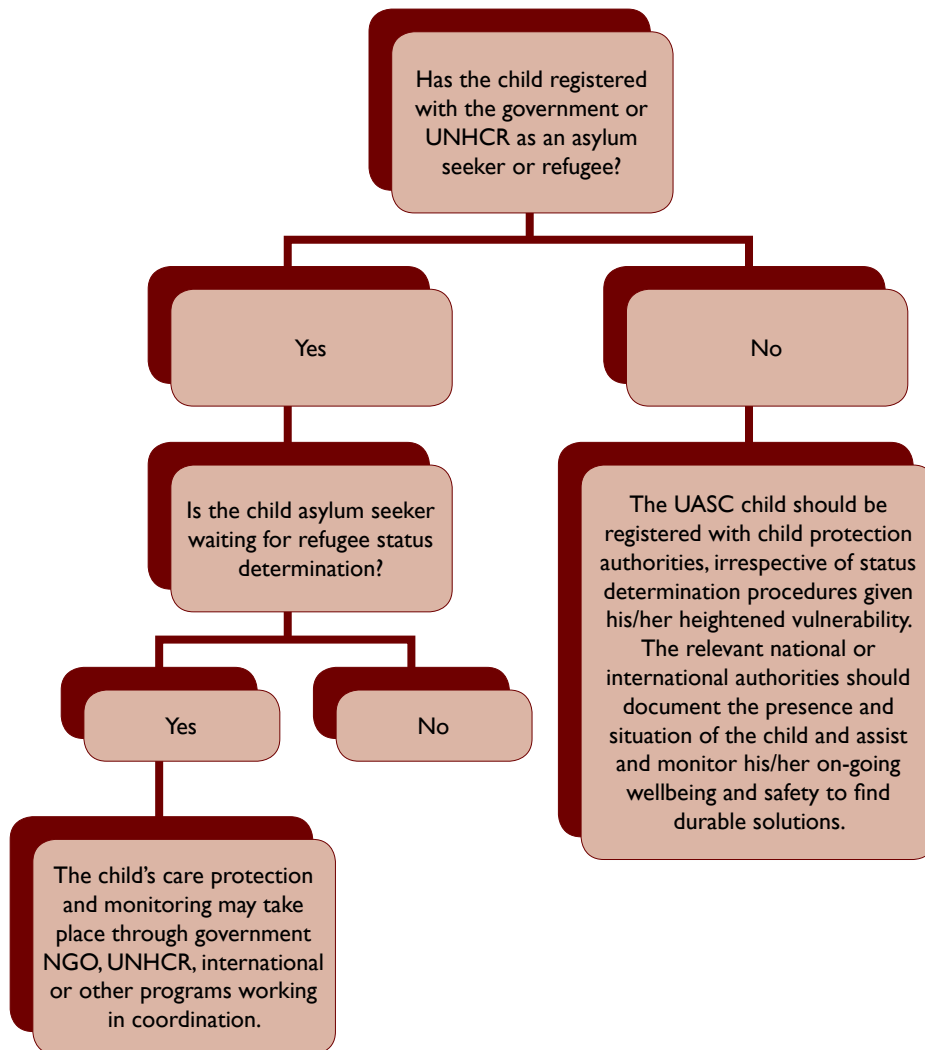 Has the child registered
with the government or
UNHCR as an asylum
seeker or refugee?
Yes
No
Is the child asylum seeker
waiting for refugee status
determination?
The UASC child should be
registered with child protection
authorities, irrespective of status
determination procedures given
his/her heightened vulnerability.
The relevant national or
international authorities should
document the presence and
situation of the child and assist
and monitor his/her on-going
wellbeing and safety to find
durable solutions.
Yes
No
The child’s care protection
and monitoring may take
place through government
NGO, UNHCR, international
or other programs working
in coordination.